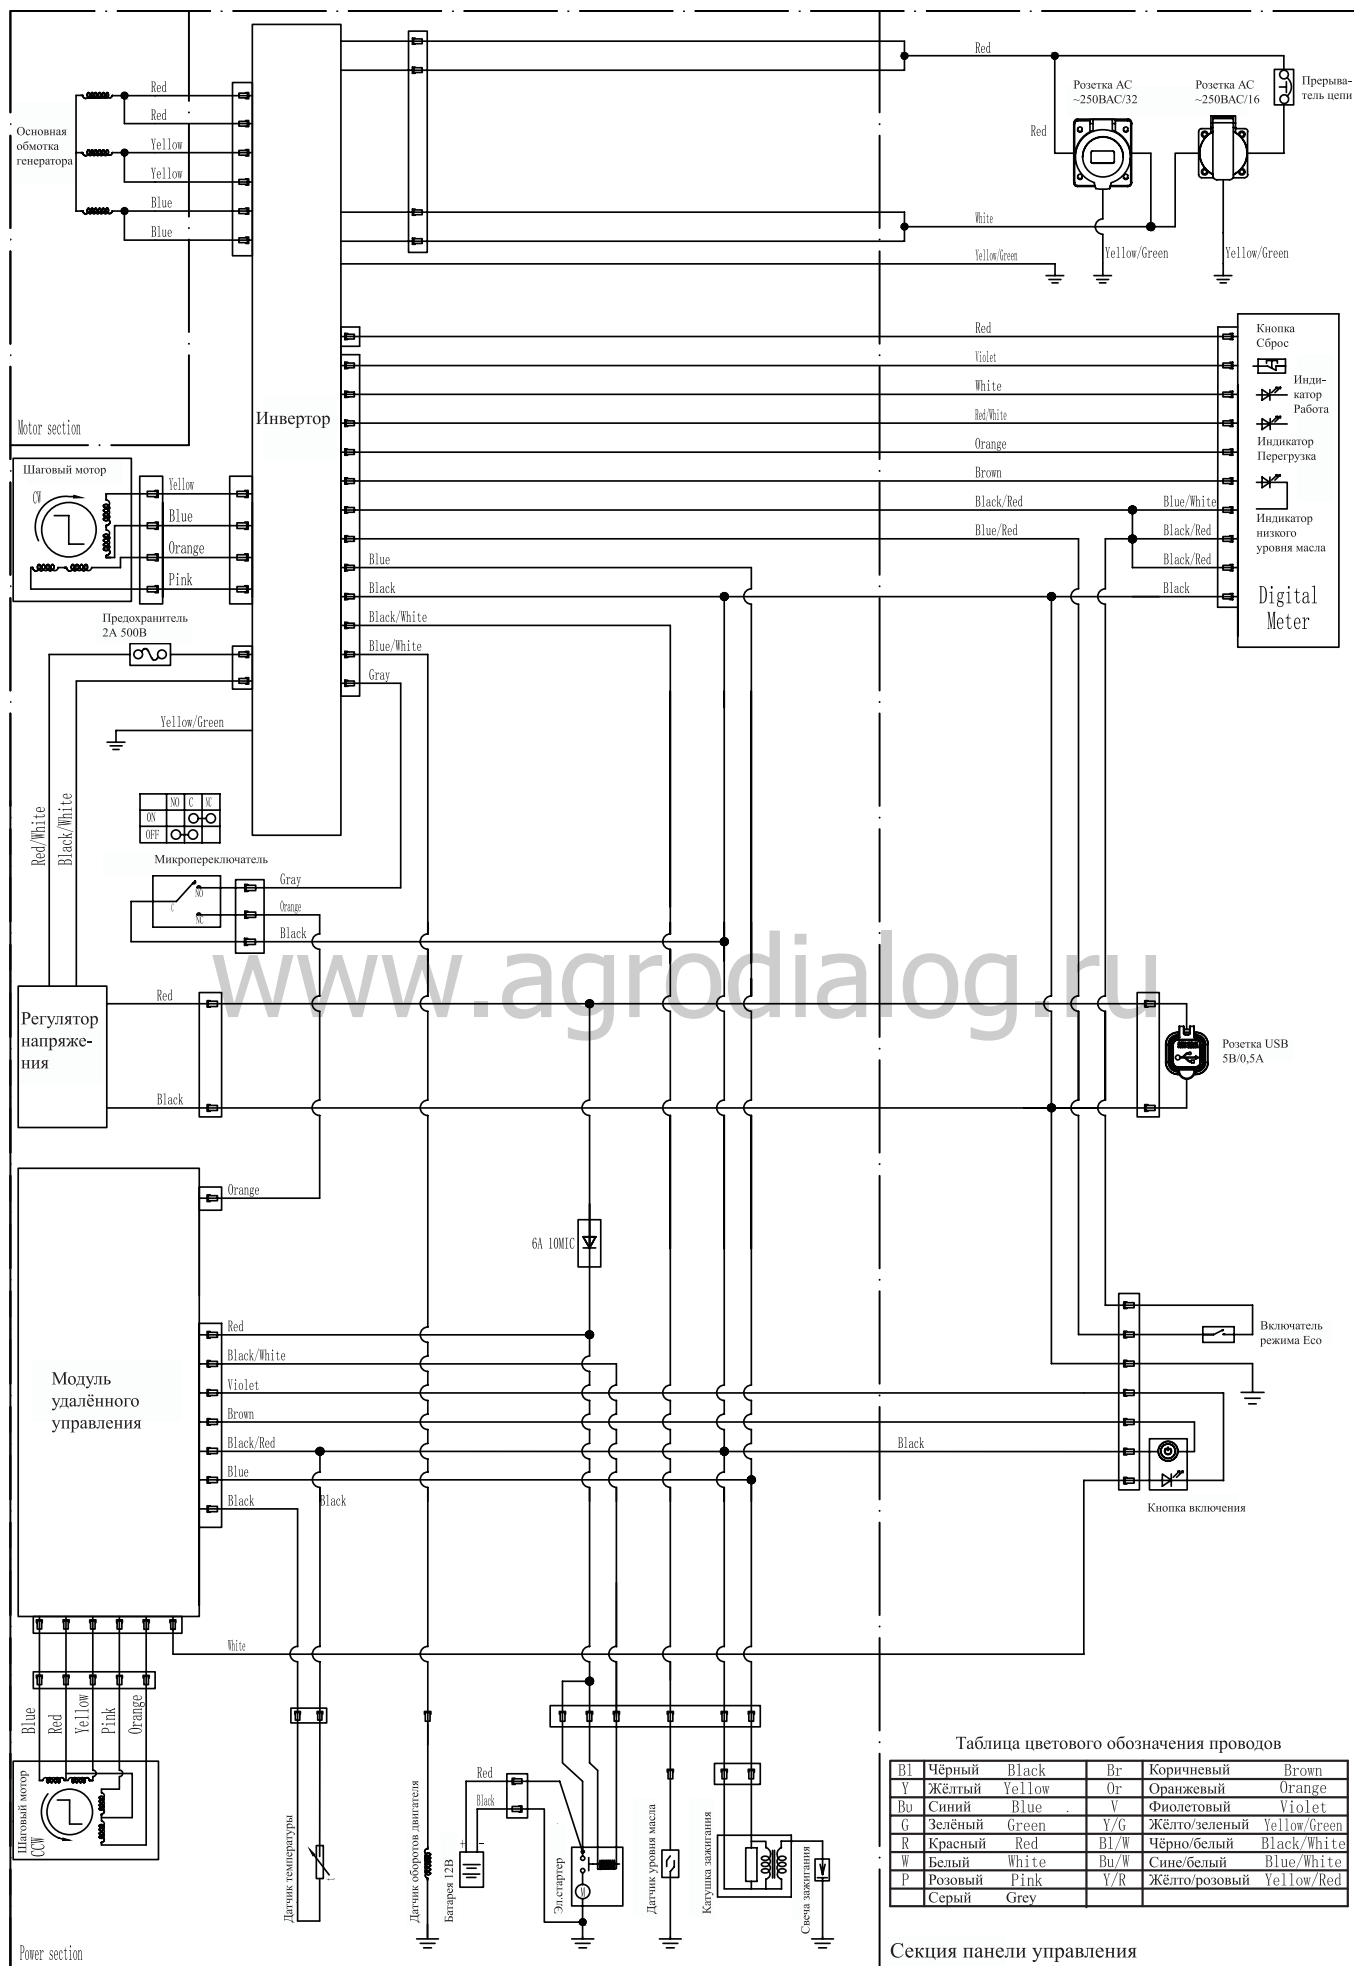 Red
Розетка AC
~250ВАС/32
Розетка AC
~250ВАС/16
Прерыва-
тель цепи
Red
Red
Red
Yellow
Yellow
Blue
Blue
Основная
обмотка
генератора
White
Yellow/Green
Yellow/Green
Yellow/Green
Motor section
Инвертор
Red
Violet
White
Red/White
Orange
Brown
Black/Red
Blue/Red
Blue/White
Black/Red
Black/Red
Black
Кнопка
Сброс
Инди-
катор
Работа
Индикатор
Перегрузка
Индикатор
низкого
уровня масла
Digital
Meter
Шаговый мотор
CW
Yellow
Blue
Orange
Pink
Blue
Black
Black/White
Blue/White
Gray
Предохранитель
2А 500В
Yellow/Green
Red/White
Black/White
NO C NC
ON
OFF
Микропереключатель
NO
C
NC
Gray
Orange
Black
www.agrodialog.ru
Регулятор
напряже-
ния
Red
Black
Розетка USB
5В/0,5А
Orange
6A 10MIC
Модуль
удалённого
управления
Red
Black/White
Violet
Brown
Black/Red
Blue
Black
Black
Black
Включатель
режима Eco
Кнопка включения
White
Blue
Red
Yellow
Pink
Orange
Шаговый мотор
CCW
Датчик температуры
t
Датчик оборотов двигателя
Батарея 12В
+ −
Red
Black
Эл.стартер
M
Датчик уровня масла
Катушка зажигания
Свеча зажигания
Таблица цветового обозначения проводов
Bl Чёрный Black Br Коричневый Brown
Y Жёлтый Yellow Or Оранжевый Orange
Bu Синий Blue . V Фиолетовый Violet
G Зелёный Green Y/G Жёлто/зеленый Yellow/Green
R Красный Red Bl/W Чёрно/белый Black/White
W Белый White Bu/W Сине/белый Blue/White
P Розовый Pink Y/R Жёлто/розовый Yellow/Red
Серый Grey
Power section
Секция панели управления